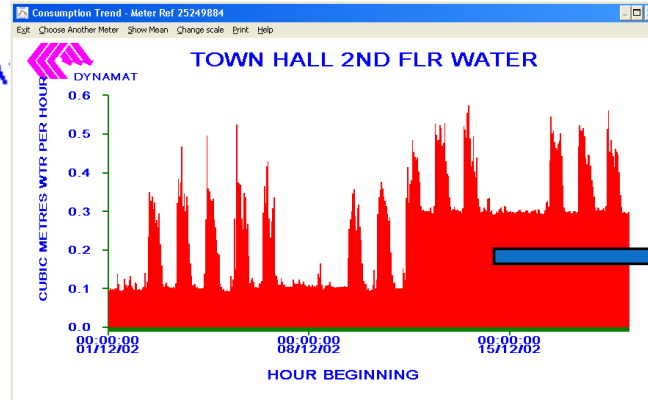 Consumption Trend - Meter Ref 25249884
Exit Choose Another Meter Show Mean Change scale Print Help
DYNAMAT
TOWN HALL 2ND FLR WATER
CUBIC METRES WTR PER HOUR
0.6
0.5
0.4
0.3
0.2
0.1
0.0
00:00:00 00:00:00 00:00:00
01/12/02 08/12/02 15/12/02
HOUR BEGINNING